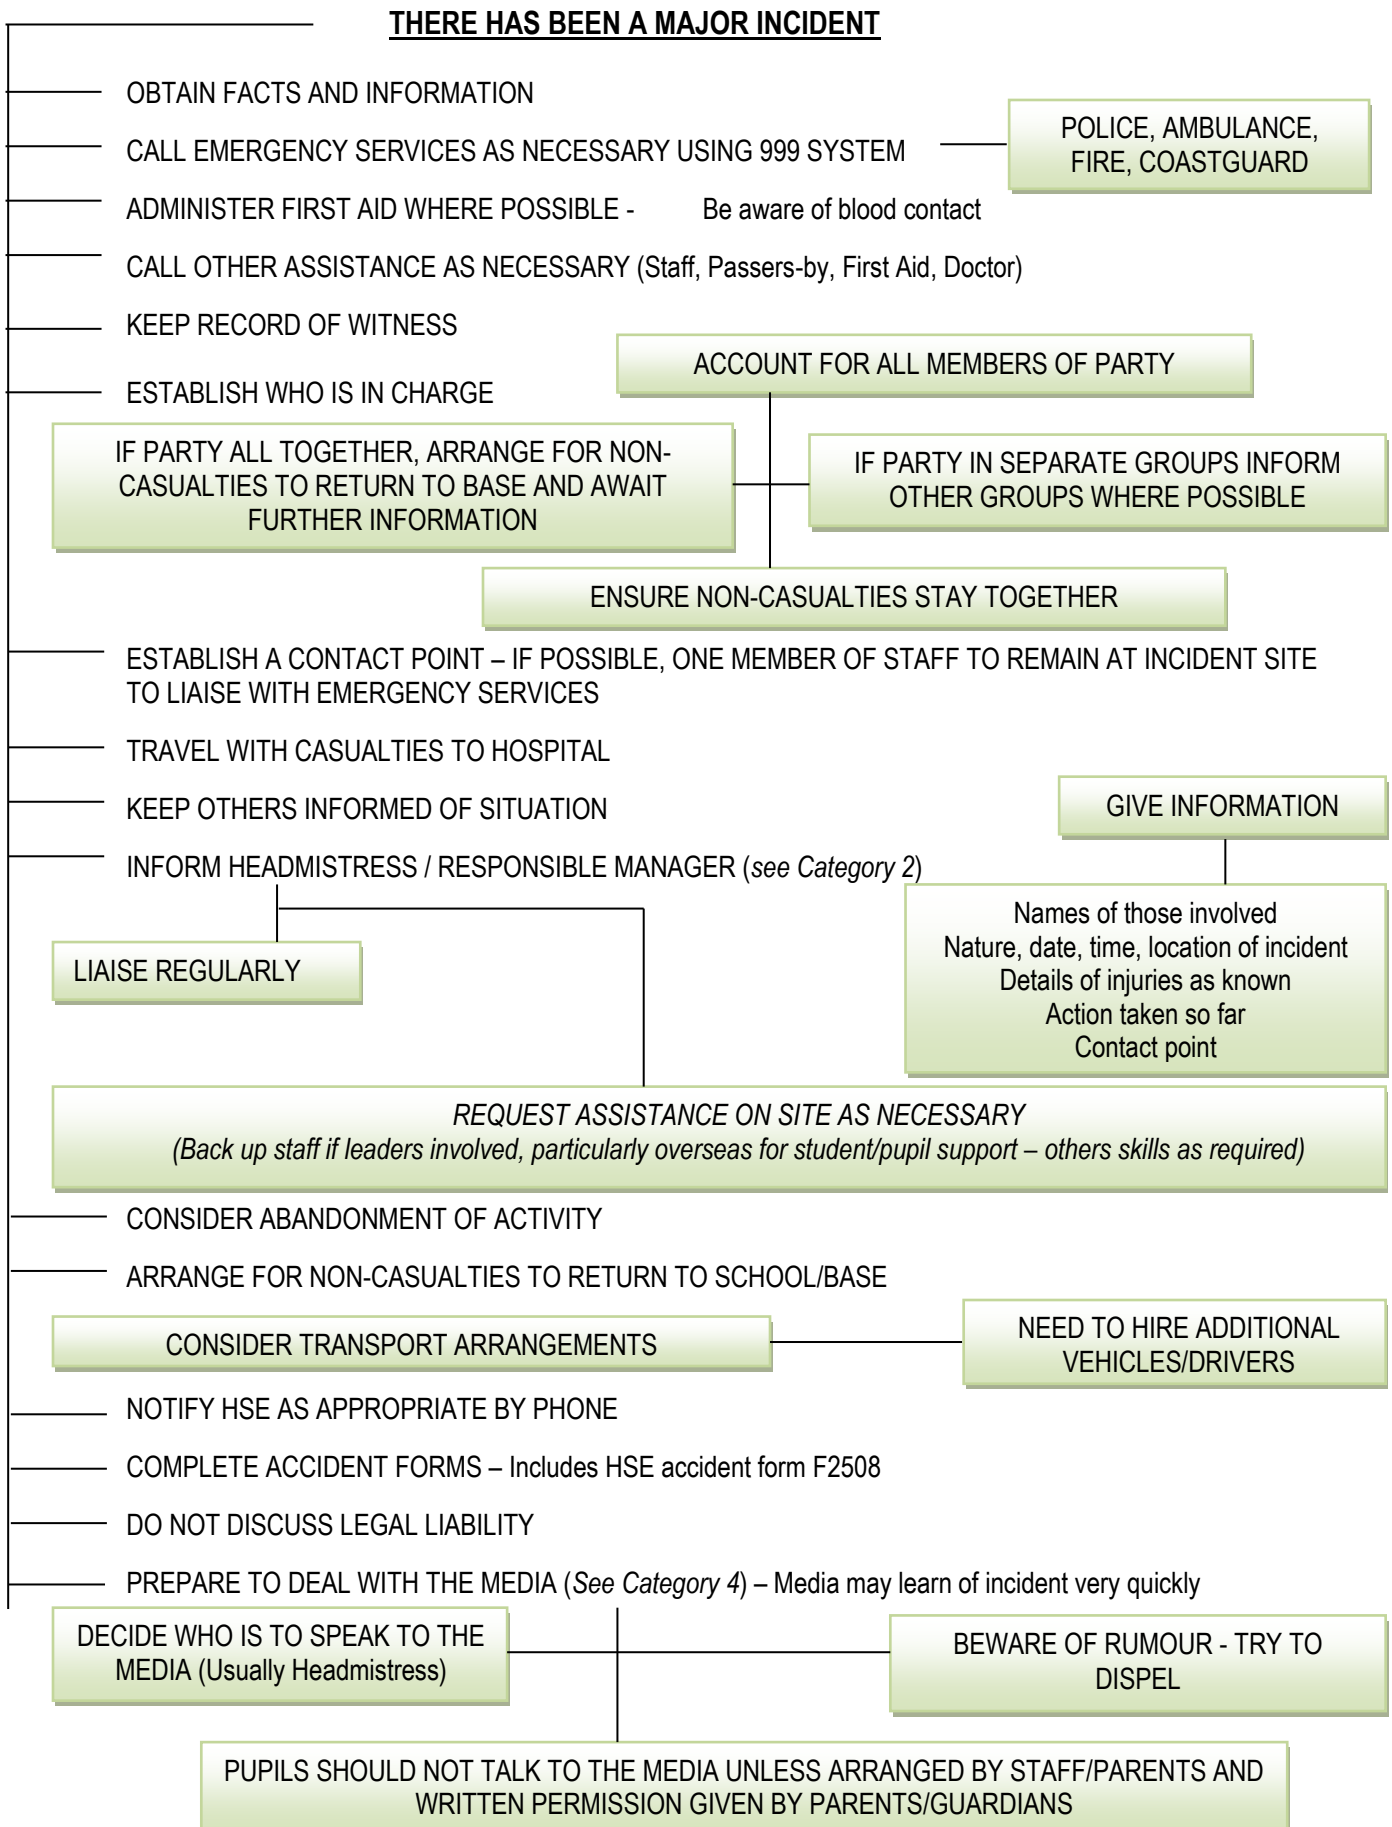 THERE HAS BEEN A MAJOR INCIDENT
OBTAIN FACTS AND INFORMATION
CALL EMERGENCY SERVICES AS NECESSARY USING 999 SYSTEM
POLICE, AMBULANCE,
FIRE, COASTGUARD
ADMINISTER FIRST AID WHERE POSSIBLE - Be aware of blood contact
CALL OTHER ASSISTANCE AS NECESSARY (Staff, Passers-by, First Aid, Doctor)
KEEP RECORD OF WITNESS
ESTABLISH WHO IS IN CHARGE
ACCOUNT FOR ALL MEMBERS OF PARTY
IF PARTY ALL TOGETHER, ARRANGE FOR NON-
CASUALTIES TO RETURN TO BASE AND AWAIT
FURTHER INFORMATION
IF PARTY IN SEPARATE GROUPS INFORM
OTHER GROUPS WHERE POSSIBLE
ENSURE NON-CASUALTIES STAY TOGETHER
ESTABLISH A CONTACT POINT – IF POSSIBLE, ONE MEMBER OF STAFF TO REMAIN AT INCIDENT SITE
TO LIAISE WITH EMERGENCY SERVICES
TRAVEL WITH CASUALTIES TO HOSPITAL
KEEP OTHERS INFORMED OF SITUATION
INFORM HEADMISTRESS / RESPONSIBLE MANAGER (see Category 2)
GIVE INFORMATION
Names of those involved
Nature, date, time, location of incident
Details of injuries as known
Action taken so far
Contact point
LIAISE REGULARLY
REQUEST ASSISTANCE ON SITE AS NECESSARY
(Back up staff if leaders involved, particularly overseas for student/pupil support – others skills as required)
CONSIDER ABANDONMENT OF ACTIVITY
ARRANGE FOR NON-CASUALTIES TO RETURN TO SCHOOL/BASE
CONSIDER TRANSPORT ARRANGEMENTS
NEED TO HIRE ADDITIONAL
VEHICLES/DRIVERS
NOTIFY HSE AS APPROPRIATE BY PHONE
COMPLETE ACCIDENT FORMS – Includes HSE accident form F2508
DO NOT DISCUSS LEGAL LIABILITY
PREPARE TO DEAL WITH THE MEDIA (See Category 4) – Media may learn of incident very quickly
DECIDE WHO IS TO SPEAK TO THE
MEDIA (Usually Headmistress)
BEWARE OF RUMOUR - TRY TO
DISPEL
PUPILS SHOULD NOT TALK TO THE MEDIA UNLESS ARRANGED BY STAFF/PARENTS AND
WRITTEN PERMISSION GIVEN BY PARENTS/GUARDIANS